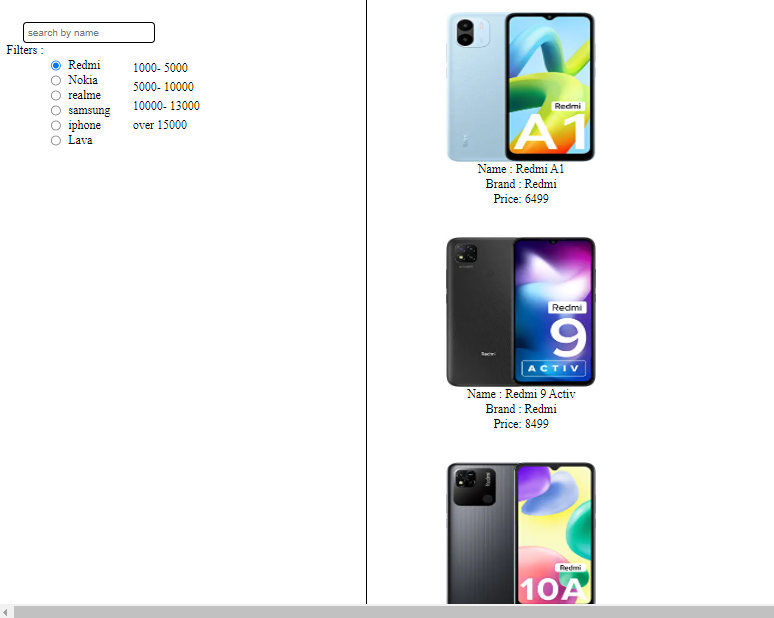 search by name
Filters :
Redmi
Nokia
realme
samsung
iphone
Lava
1000- 5000
5000- 10000
10000- 13000
over 15000
Redmi
A1
Name : Redmi A1
Brand : Redmi
Price: 6499
Redmi
Redmi
9
ACTIV
Name : Redmi 9 Activ
Brand : Redmi
Price: 8499
Redmi
Redmi
10A